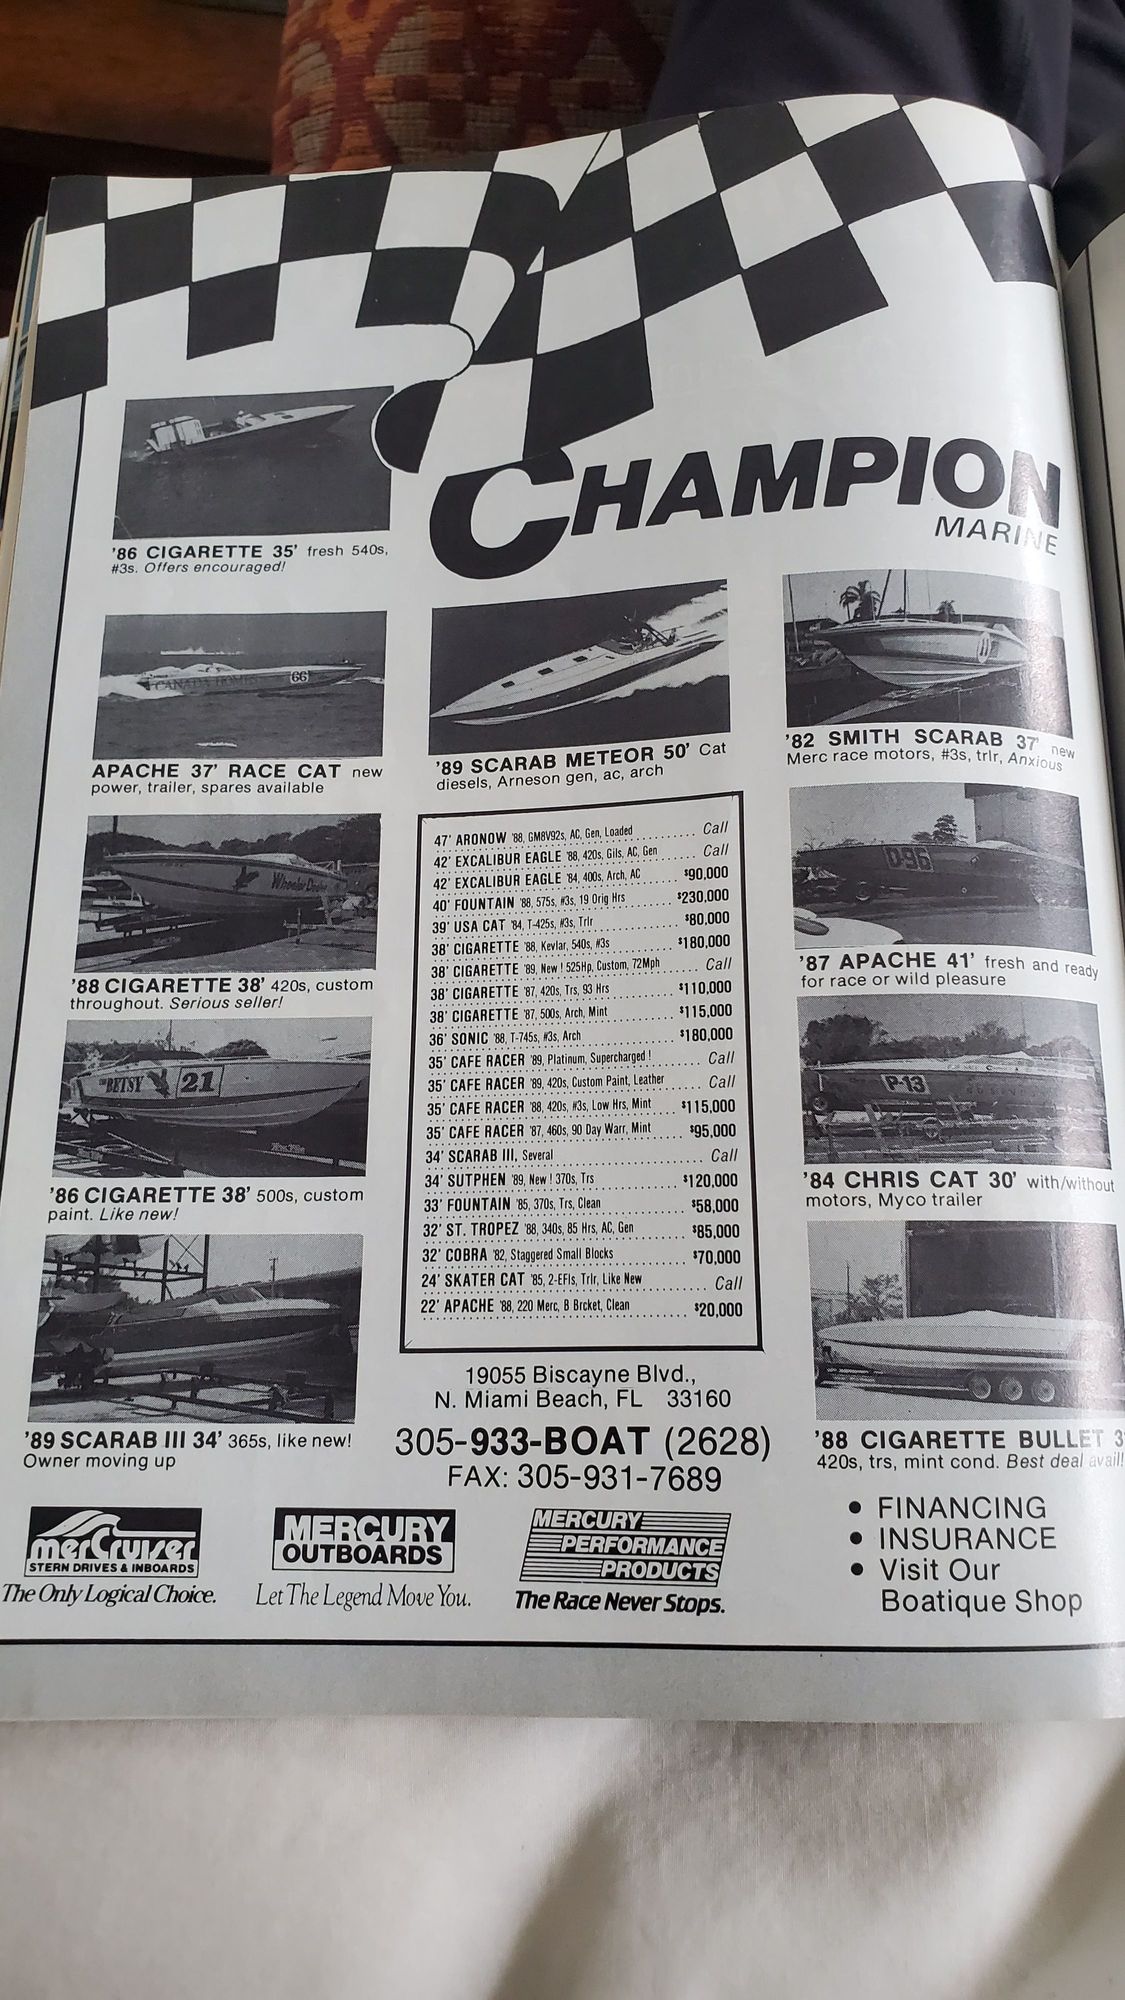 CHAMPION
MARINE
'86 CIGARETTE 35' fresh 540s,
#3s. Offers encouraged!
CANADA HOMES
66
APACHE 37' RACE CAT new
power, trailer, spares available
'89 SCARAB METEOR 50' Cat
diesels, Arneson gen, ac, arch
'82 SMITH SCARAB 37' new
Merc race motors, #3s, trlr, Anxious
Wheeler Dealer
'88 CIGARETTE 38' 420s, custom
throughout. Serious seller!
BETSY 21
'86 CIGARETTE 38' 500s, custom
paint. Like new!
'89 SCARAB III 34' 365s, like new!
Owner moving up
47' ARONOW '88, GM8V92s, AC, Gen, Loaded Call
42' EXCALIBUR EAGLE '88, 420s, Gils, AC, Gen Call
42' EXCALIBUR EAGLE '84, 400s, Arch, AC $90,000
40' FOUNTAIN '88, 575s, #3s, 19 Orig Hrs $230,000
39' USA CAT '84, T-425s, #3s, Trlr $80,000
38' CIGARETTE '88, Kevlar, 540s, #3s $180,000
38' CIGARETTE '89, New ! 525Hp, Custom, 72Mph Call
38' CIGARETTE '87, 420s, Trs, 93 Hrs $110,000
38' CIGARETTE '87, 500s, Arch, Mint $115,000
36' SONIC '88, T-745s, #3s, Arch $180,000
35' CAFE RACER '89, Platinum, Supercharged ! Call
35' CAFE RACER '89, 420s, Custom Paint, Leather Call
35' CAFE RACER '88, 420s, #3s, Low Hrs, Mint $115,000
35' CAFE RACER '87, 460s, 90 Day Warr, Mint $95,000
34' SCARAB III, Several Call
34' SUTPHEN '89, New ! 370s, Trs $120,000
33' FOUNTAIN '85, 370s, Trs, Clean $58,000
32' ST. TROPEZ '88, 340s, 85 Hrs, AC, Gen $85,000
32' COBRA '82, Staggered Small Blocks $70,000
24' SKATER CAT '85, 2-EFIs, Trlr, Like New Call
22' APACHE '88, 220 Merc, B Brcket, Clean $20,000
D-96
'87 APACHE 41' fresh and ready
for race or wild pleasure
P-13
'84 CHRIS CAT 30' with/without
motors, Myco trailer
'88 CIGARETTE BULLET 3
420s, trs, mint cond. Best deal avail!
19055 Biscayne Blvd.,
N. Miami Beach, FL 33160
305-933-BOAT (2628)
FAX: 305-931-7689
merCruiser
STERN DRIVES & INBOARDS
The Only Logical Choice.
MERCURY
OUTBOARDS
Let The Legend Move You.
MERCURY
PERFORMANCE
PRODUCTS
The Race Never Stops.
• FINANCING
• INSURANCE
• Visit Our
Boatique Shop